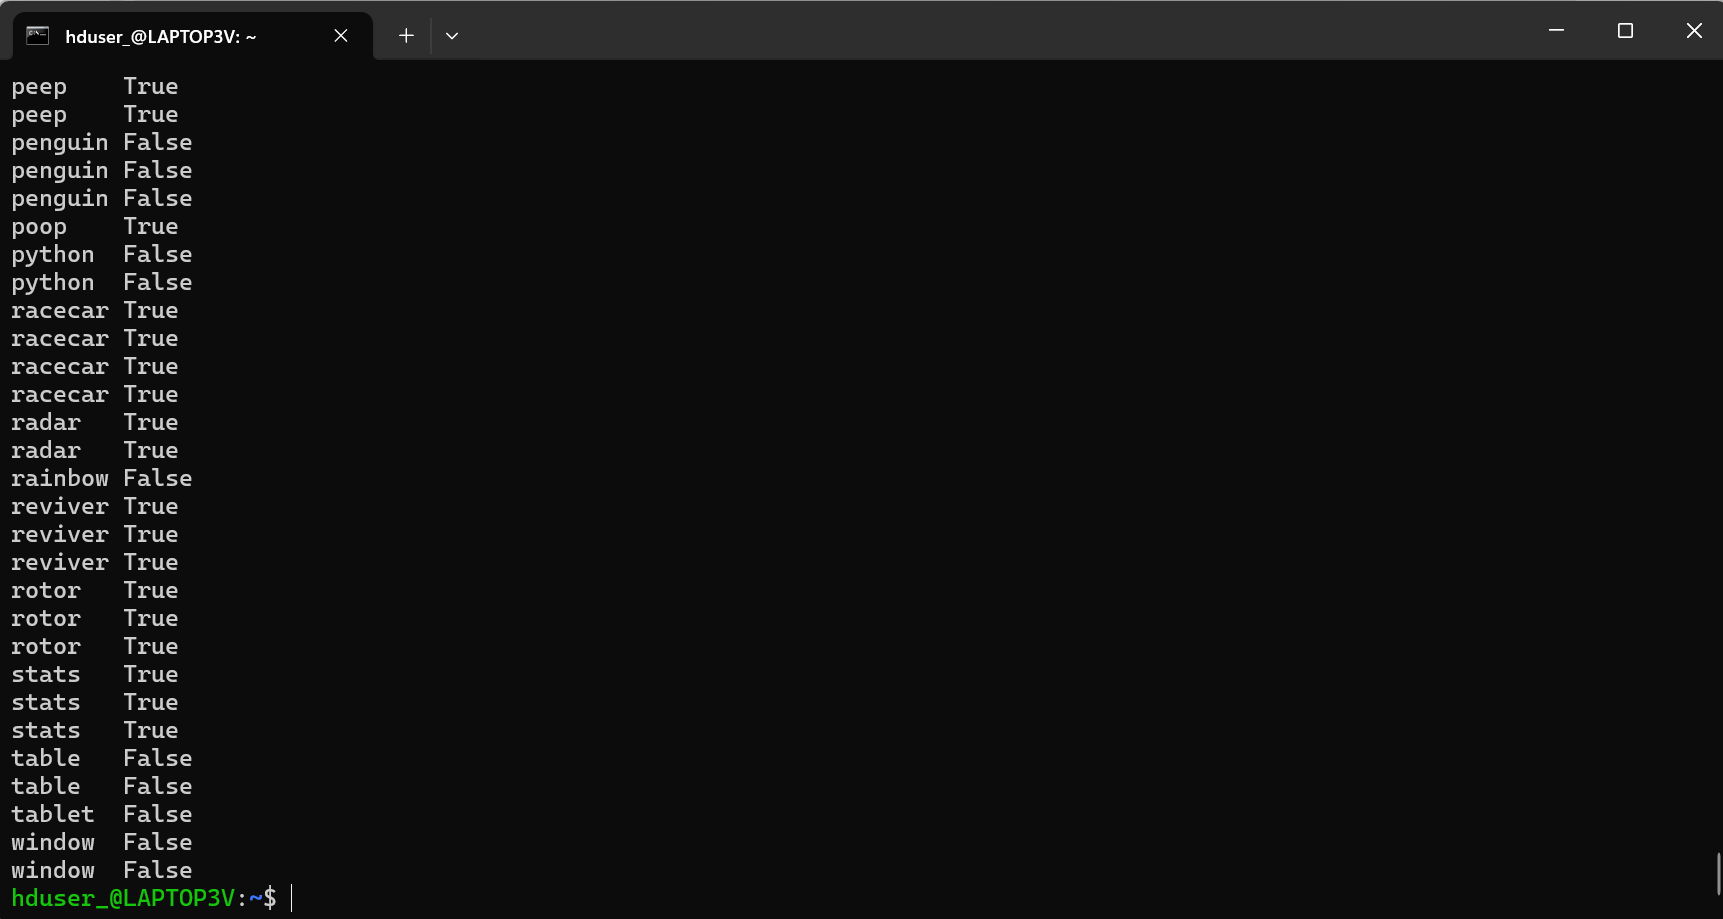 hduser_@LAPTOP3V: ~
peep True
peep True
penguin False
penguin False
penguin False
poop True
python False
python False
racecar True
racecar True
racecar True
racecar True
radar True
radar True
rainbow False
reviver True
reviver True
reviver True
rotor True
rotor True
rotor True
stats True
stats True
stats True
table False
table False
tablet False
window False
window False
hduser_@LAPTOP3V:~$